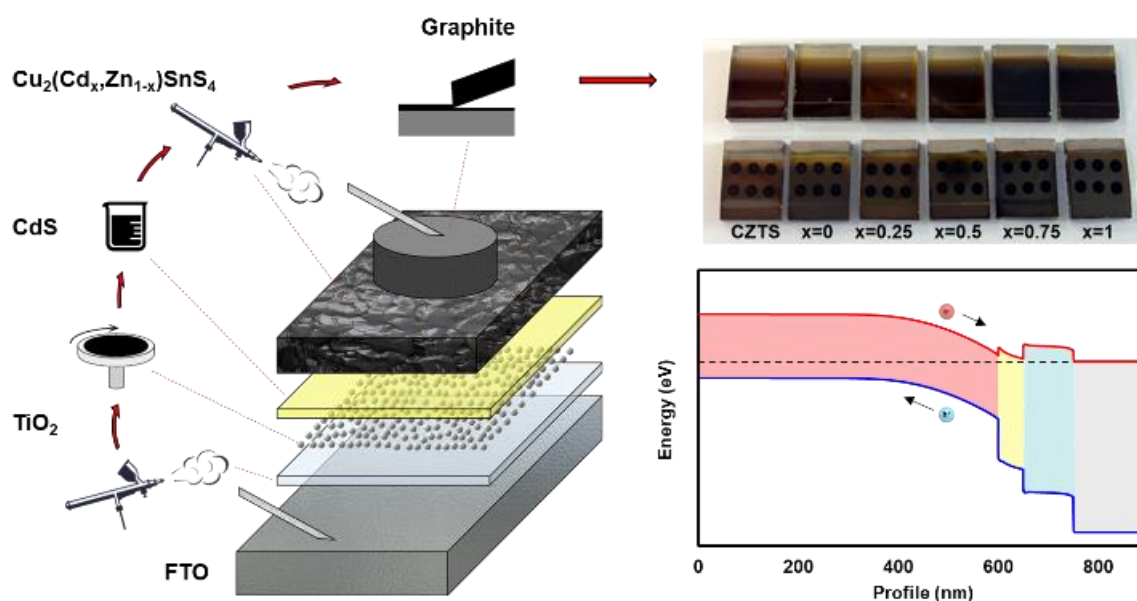 Graphite
Cu₂(Cdₓ,Zn₁₋ₓ)SnS₄
CdS
TiO₂
FTO
CZTS x=0 x=0.25 x=0.5 x=0.75 x=1
e⁻
h⁺
Energy (eV)
0 200 400 600 800
Profile (nm)